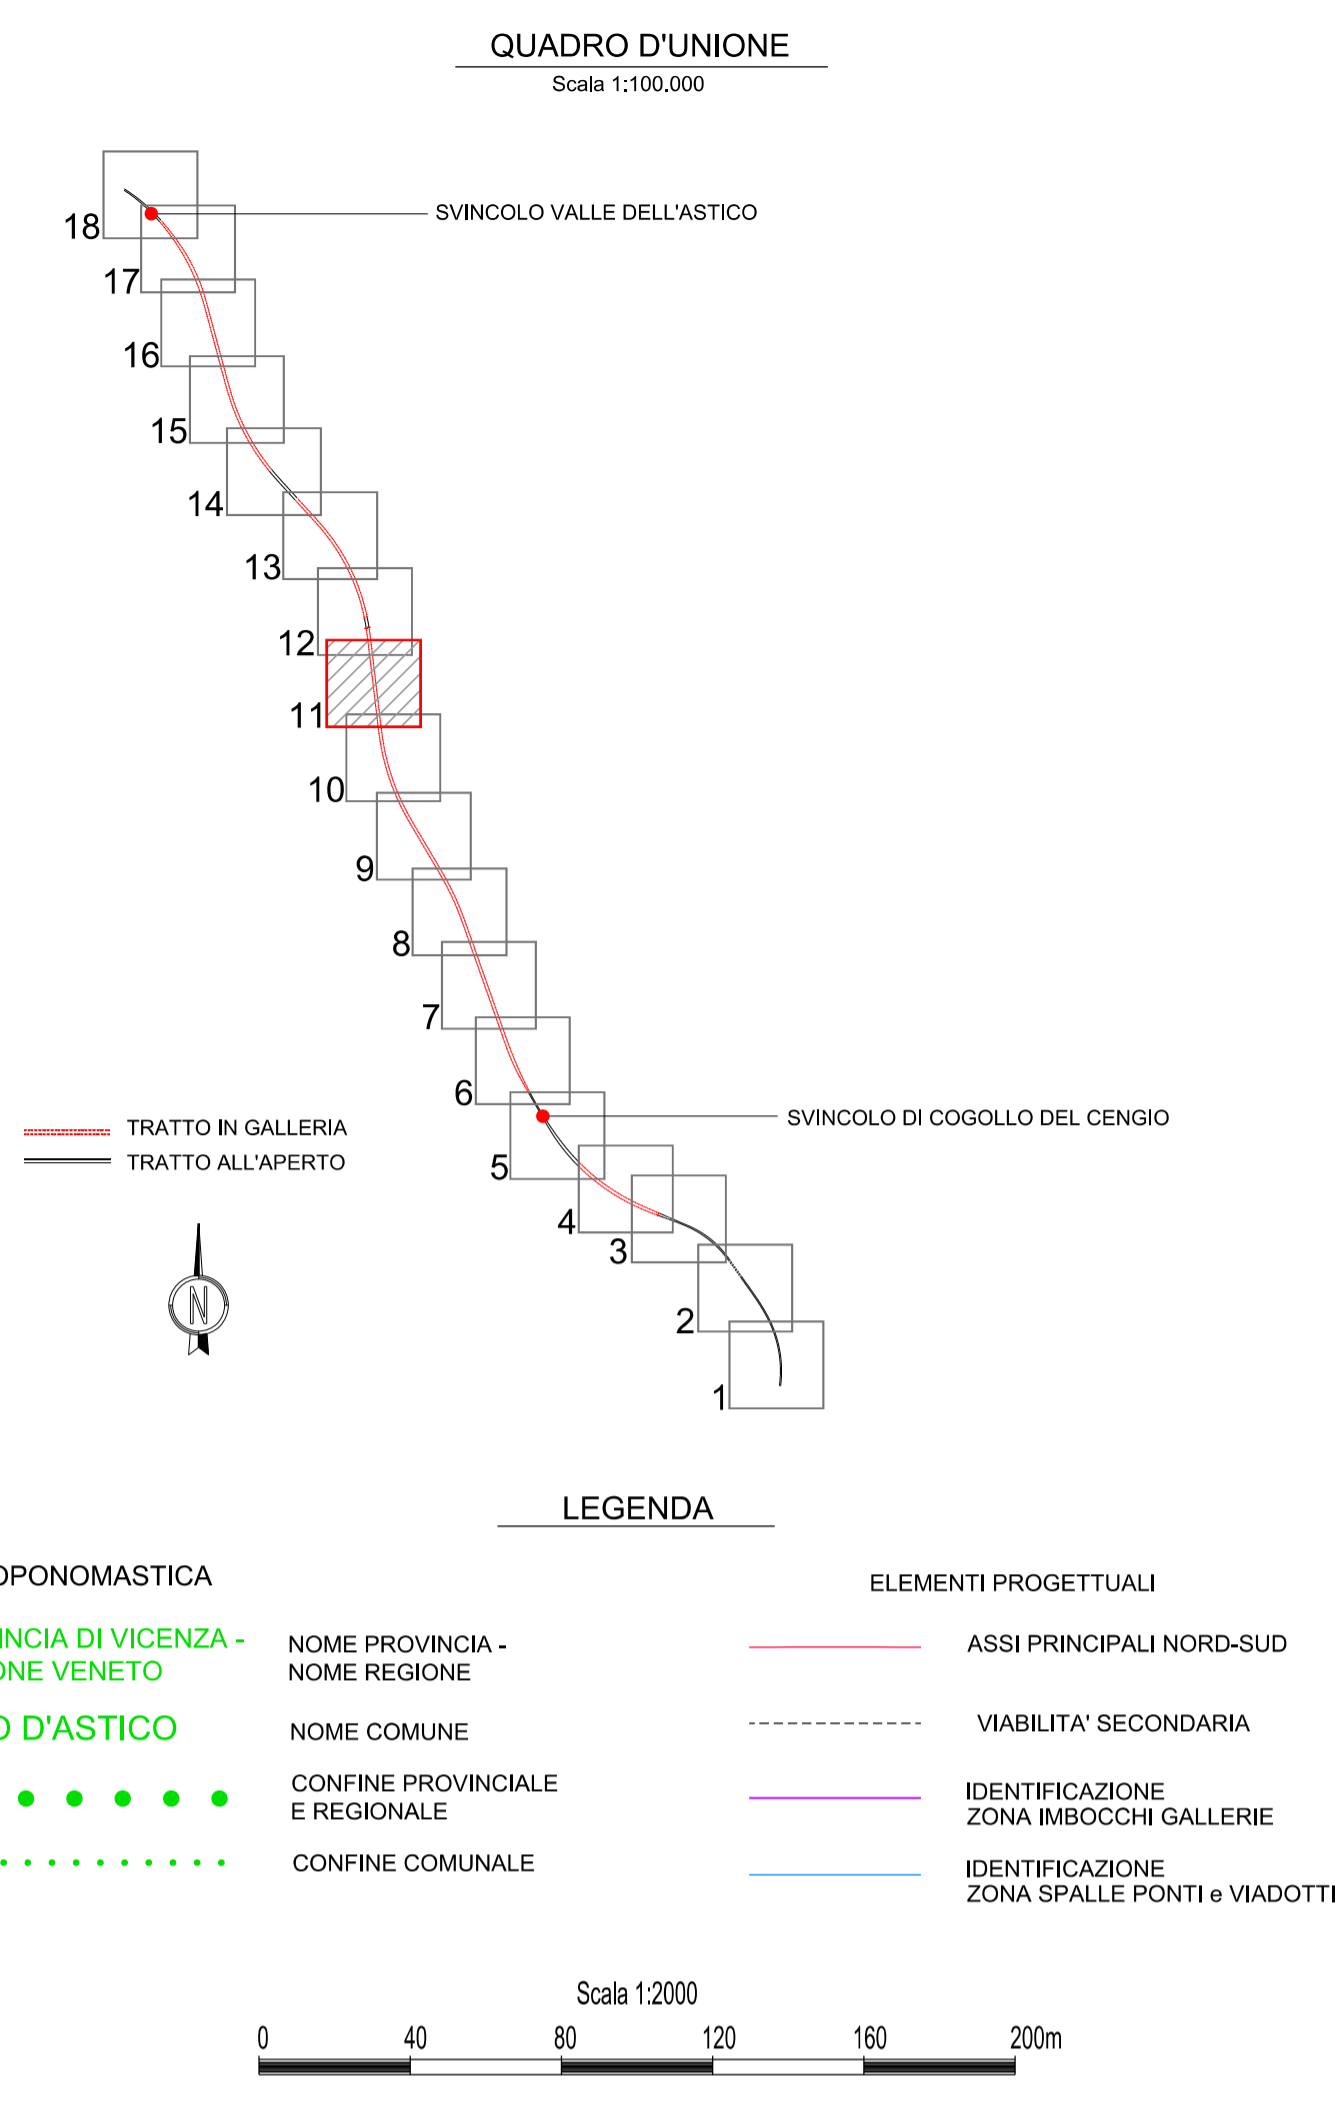 QUADRO D'UNIONE
Scala 1:100.000
SVINCOLO VALLE DELL'ASTICO
18
17
16
15
14
13
12
11
10
9
8
7
6
SVINCOLO DI COGOLLO DEL CENGIO
5
4
3
2
1
TRATTO IN GALLERIA
TRATTO ALL'APERTO
N
LEGENDA
OPONOMASTICA
INCIA DI VICENZA -
ONE VENETO
NOME PROVINCIA -
NOME REGIONE
O D'ASTICO
NOME COMUNE
CONFINE PROVINCIALE
E REGIONALE
CONFINE COMUNALE
ELEMENTI PROGETTUALI
ASSI PRINCIPALI NORD-SUD
VIABILITA' SECONDARIA
IDENTIFICAZIONE
ZONA IMBOCCHI GALLERIE
IDENTIFICAZIONE
ZONA SPALLE PONTI e VIADOTTI
Scala 1:2000
0 40 80 120 160 200m